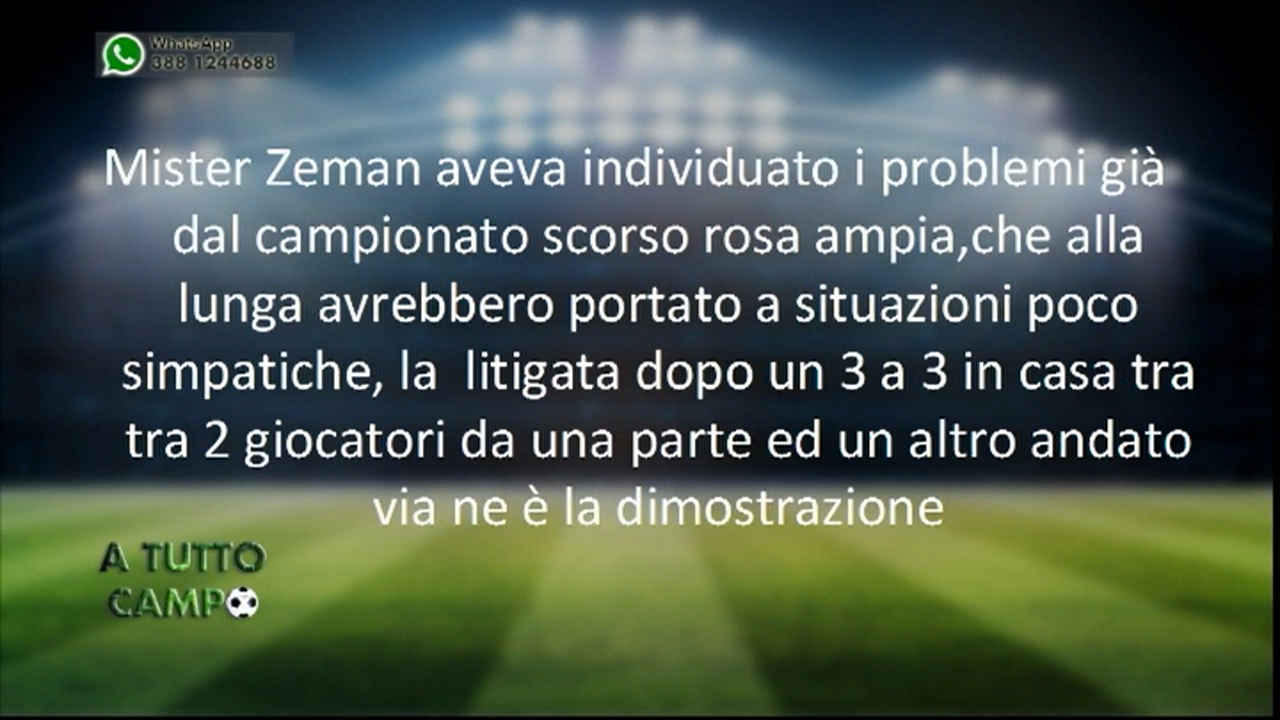 WhatsApp
388 1244688
Mister Zeman aveva individuato i problemi già
dal campionato scorso rosa ampia,che alla
lunga avrebbero portato a situazioni poco
simpatiche, la  litigata dopo un 3 a 3 in casa tra
tra 2 giocatori da una parte ed un altro andato
via ne è la dimostrazione
A TUTTO
CAMPO